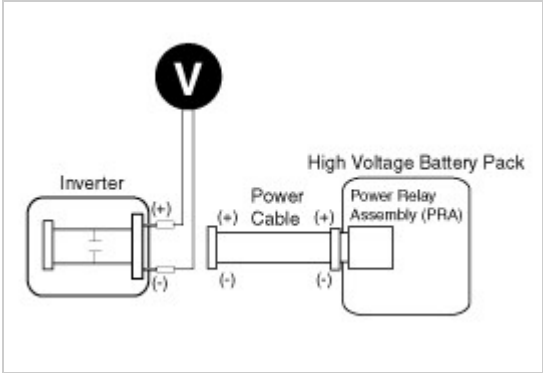 V
High Voltage Battery Pack
Inverter
Power
Cable
Power Relay
Assembly (PRA)
(+)
(+)
(+)
(-)
(-)
(-)